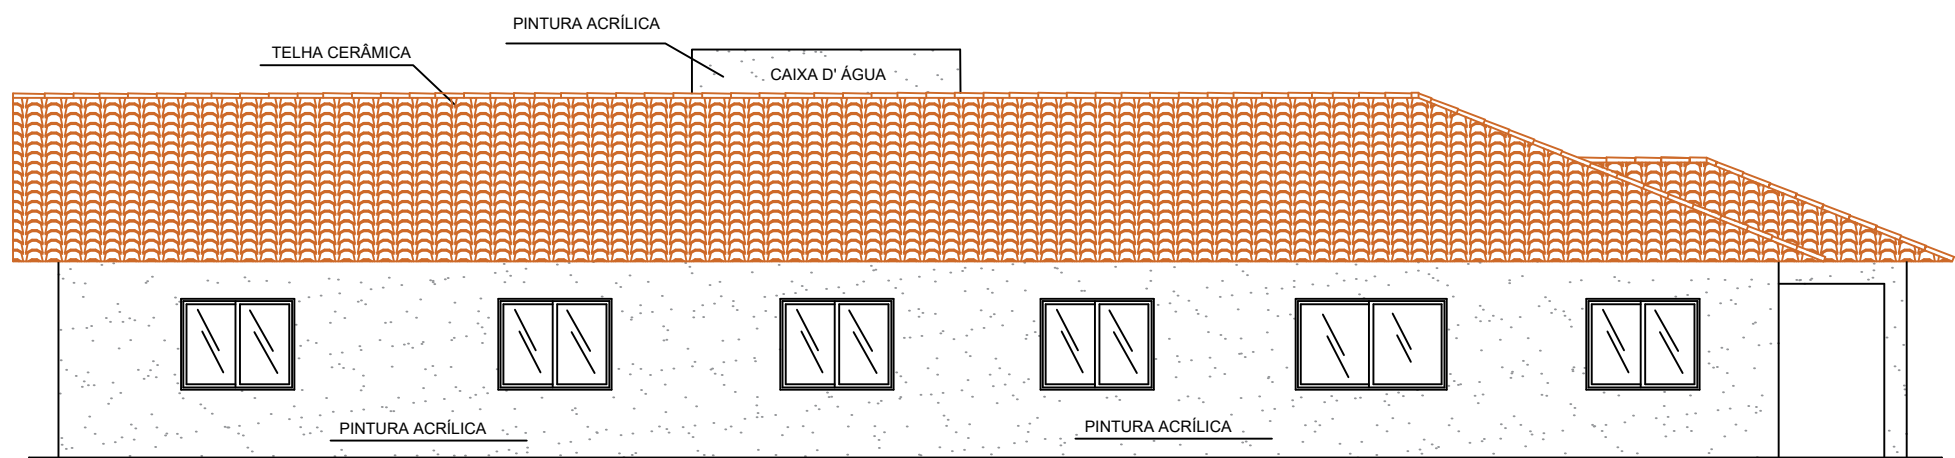 PINTURA ACRÍLICA
TELHA CERÂMICA
CAIXA D' ÁGUA
PINTURA ACRÍLICA
PINTURA ACRÍLICA